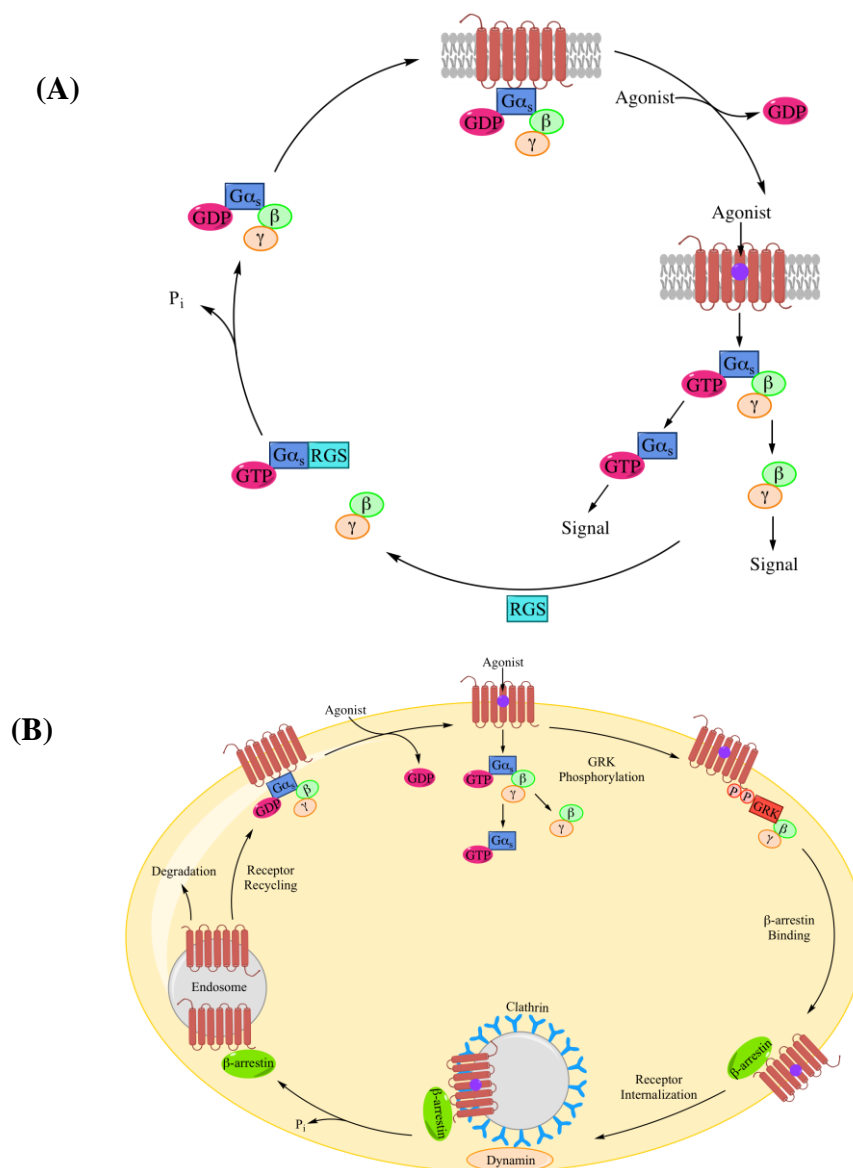 (A)
Gαs
GDP
β
γ
Agonist
GDP
Gαs
GDP
β
γ
Agonist
Pi
Gαs
GTP
β
γ
Gαs
GTP
Gαs RGS
GTP
β
γ
β
γ
Signal
Signal
RGS
(B)
Agonist
Agonist
GDP
Gαs
GTP
β
γ
GRK
Phosphorylation
β
γ
Gαs
GTP
P P
GRK
β
γ
Gαs
GDP
β
γ
Degradation
Receptor
Recycling
β-arrestin
Binding
Endosome
β-arrestin
Clathrin
β-arrestin
β-arrestin
Receptor
Internalization
Pi
Dynamin